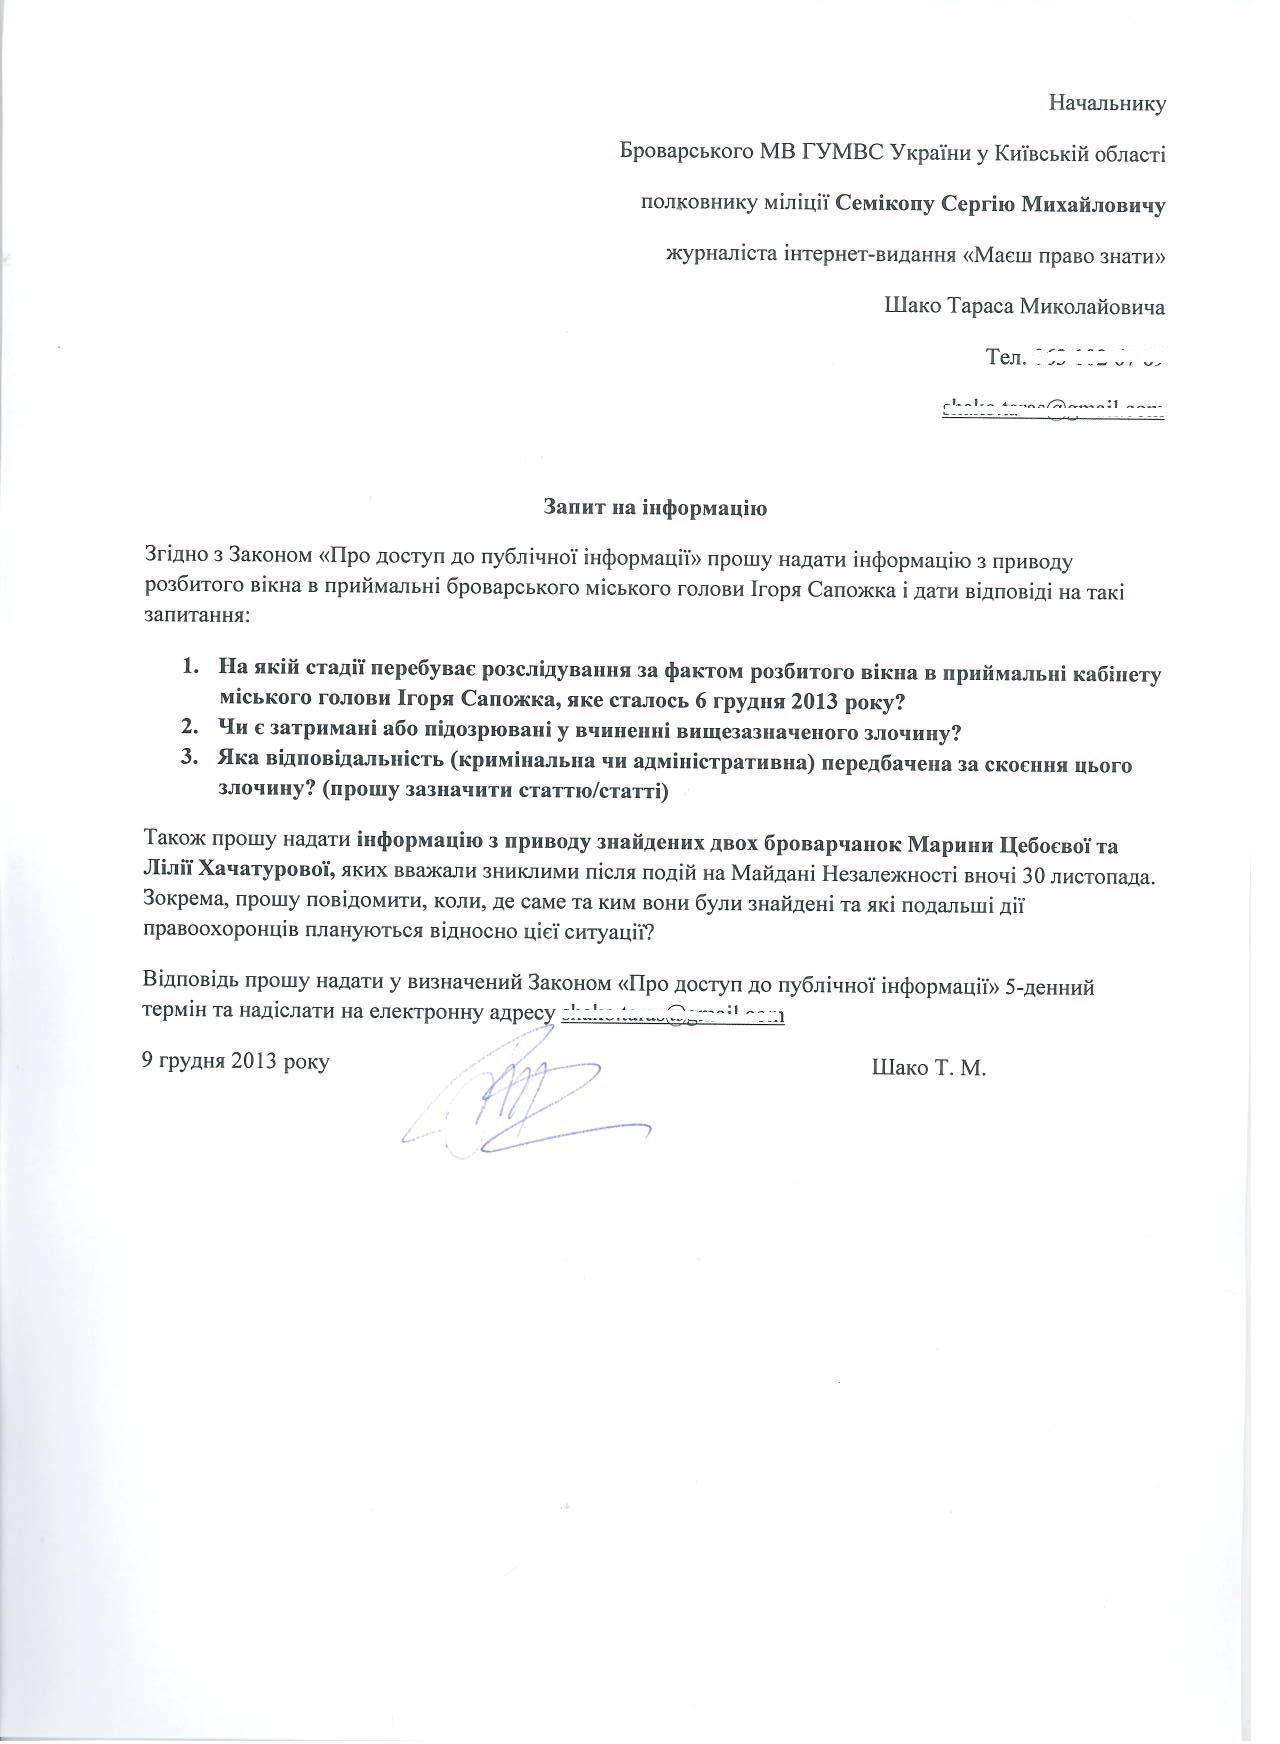 Начальнику
Броварського МВ ГУМВС України у Київській області
полковнику міліції Семікопу Сергію Михайловичу
журналіста інтернет-видання «Маєш право знати»
Шако Тараса Миколайовича
Тел.
Запит на інформацію
Згідно з Законом «Про доступ до публічної інформації» прошу надати інформацію з приводу
розбитого вікна в приймальні броварського міського голови Ігоря Сапожка і дати відповіді на такі
запитання:
1. На якій стадії перебуває розслідування за фактом розбитого вікна в приймальні кабінету
міського голови Ігоря Сапожка, яке сталось 6 грудня 2013 року?
2. Чи є затримані або підозрювані у вчиненні вищезазначеного злочину?
3. Яка відповідальність (кримінальна чи адміністративна) передбачена за скоєння цього
злочину? (прошу зазначити статтю/статті)
Також прошу надати інформацію з приводу знайдених двох броварчанок Марини Цебоєвої та
Лілії Хачатурової, яких вважали зниклими після подій на Майдані Незалежності вночі 30 листопада.
Зокрема, прошу повідомити, коли, де саме та ким вони були знайдені та які подальші дії
правоохоронців плануються відносно цієї ситуації?
Відповідь прошу надати у визначений Законом «Про доступ до публічної інформації» 5-денний
термін та надіслати на електронну адресу
9 грудня 2013 року
Шако Т. М.